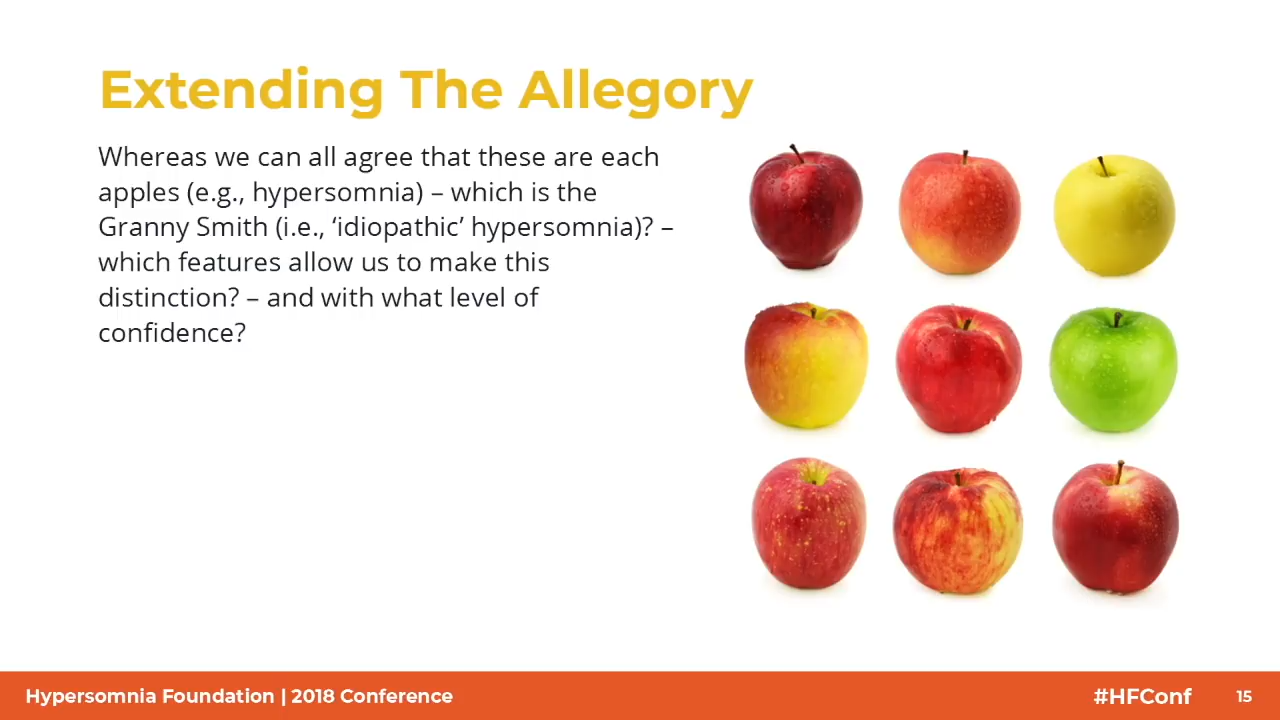 Extending The Allegory
Whereas we can all agree that these are each
apples (e.g., hypersomnia) – which is the
Granny Smith (i.e., ‘idiopathic’ hypersomnia)? –
which features allow us to make this
distinction? – and with what level of
confidence?
Hypersomnia Foundation | 2018 Conference
#HFConf
15